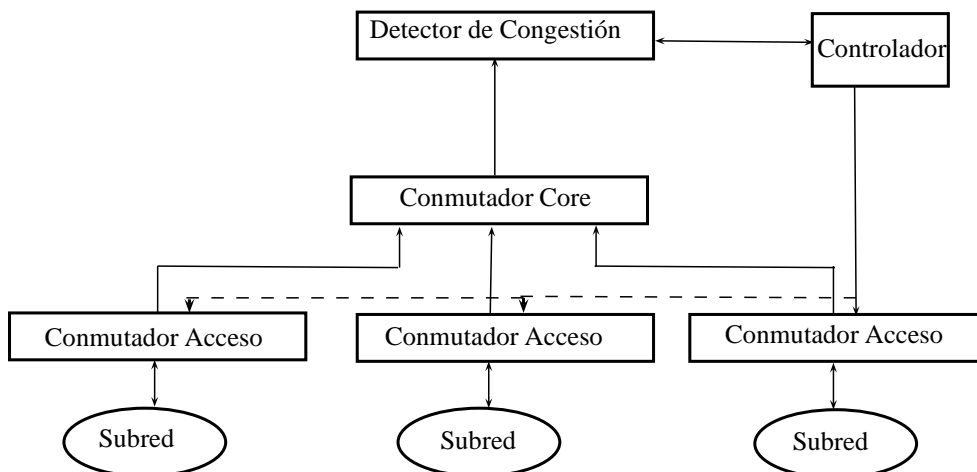 Detector de Congestión
Controlador
Conmutador Core
Conmutador Acceso
Conmutador Acceso
Conmutador Acceso
Subred
Subred
Subred